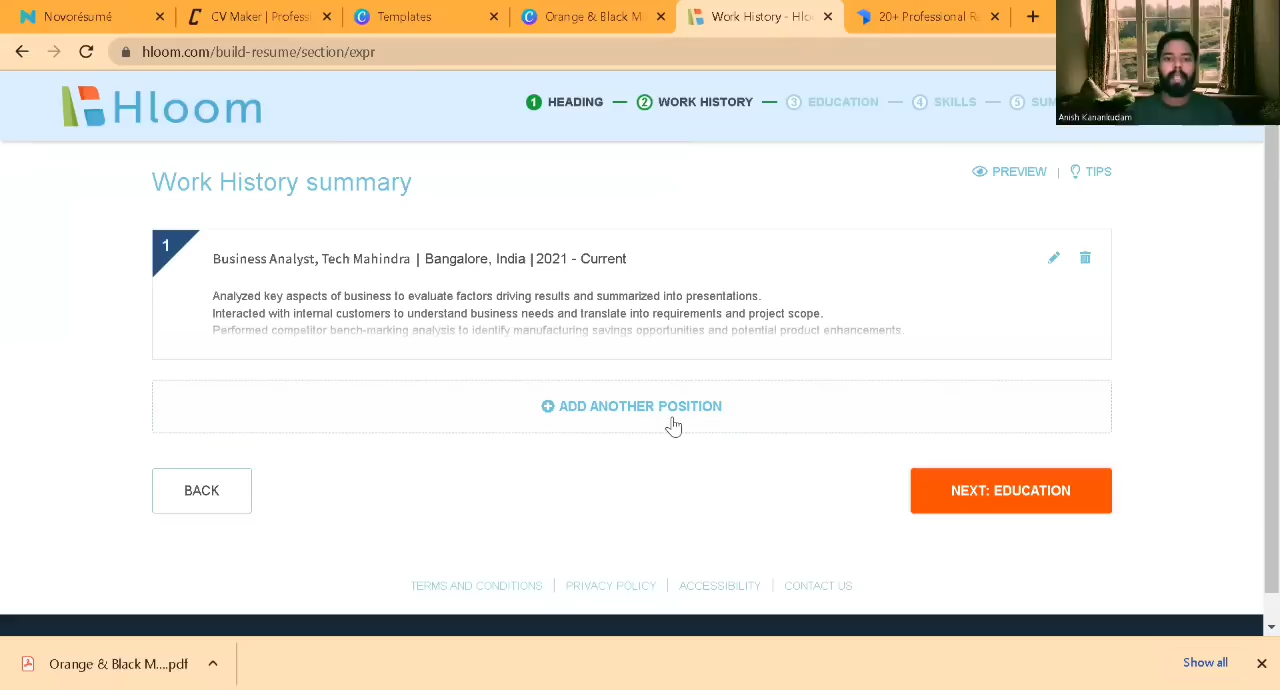 Novorésumé
CV Maker | Profess
Templates
Orange & Black M
Work History - Hlo
20+ Professional R
hloom.com/build-resume/section/expr
Hloom
1 HEADING
2 WORK HISTORY
3 EDUCATION
4 SKILLS
5 SUM
Anish Kanankudam
Work History summary
PREVIEW | TIPS
1
Business Analyst, Tech Mahindra | Bangalore, India | 2021 - Current
Analyzed key aspects of business to evaluate factors driving results and summarized into presentations.
Interacted with internal customers to understand business needs and translate into requirements and project scope.
Performed competitor bench-marking analysis to identify manufacturing savings opportunities and potential product enhancements.
ADD ANOTHER POSITION
BACK
NEXT: EDUCATION
TERMS AND CONDITIONS | PRIVACY POLICY | ACCESSIBILITY | CONTACT US
Orange & Black M....pdf
Show all